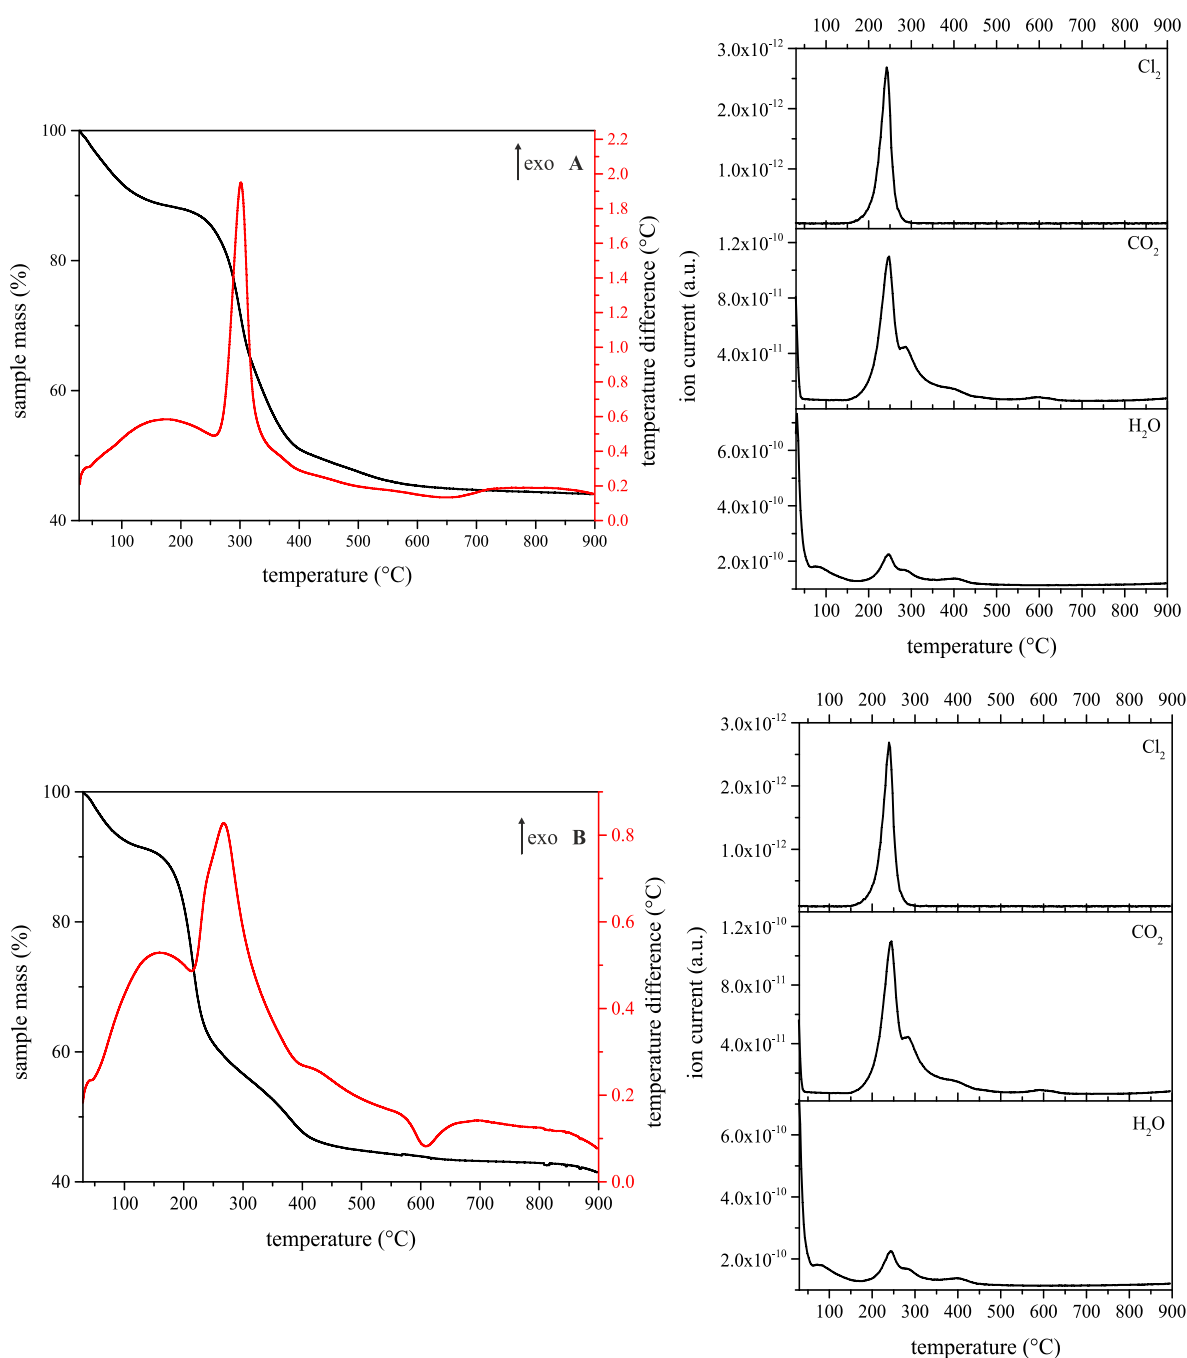 100 200 300 400 500 600 700 800 900
3.0x10-12
2.0x10-12
1.0x10-12
Cl2
1.2x10-10
8.0x10-11
4.0x10-11
CO2
6.0x10-10
4.0x10-10
2.0x10-10
H2O
ion current (a.u.)
100 200 300 400 500 600 700 800 900
temperature (°C)
100
80
60
40
sample mass (%)
exo A
2.2
2.0
1.8
1.6
1.4
1.2
1.0
0.8
0.6
0.4
0.2
0.0
temperature difference (°C)
100 200 300 400 500 600 700 800 900
temperature (°C)
100 200 300 400 500 600 700 800 900
3.0x10-12
2.0x10-12
1.0x10-12
Cl2
1.2x10-10
8.0x10-11
4.0x10-11
CO2
6.0x10-10
4.0x10-10
2.0x10-10
H2O
ion current (a.u.)
100 200 300 400 500 600 700 800 900
temperature (°C)
100
80
60
40
sample mass (%)
exo B
0.8
0.6
0.4
0.2
0.0
temperature difference (°C)
100 200 300 400 500 600 700 800 900
temperature (°C)